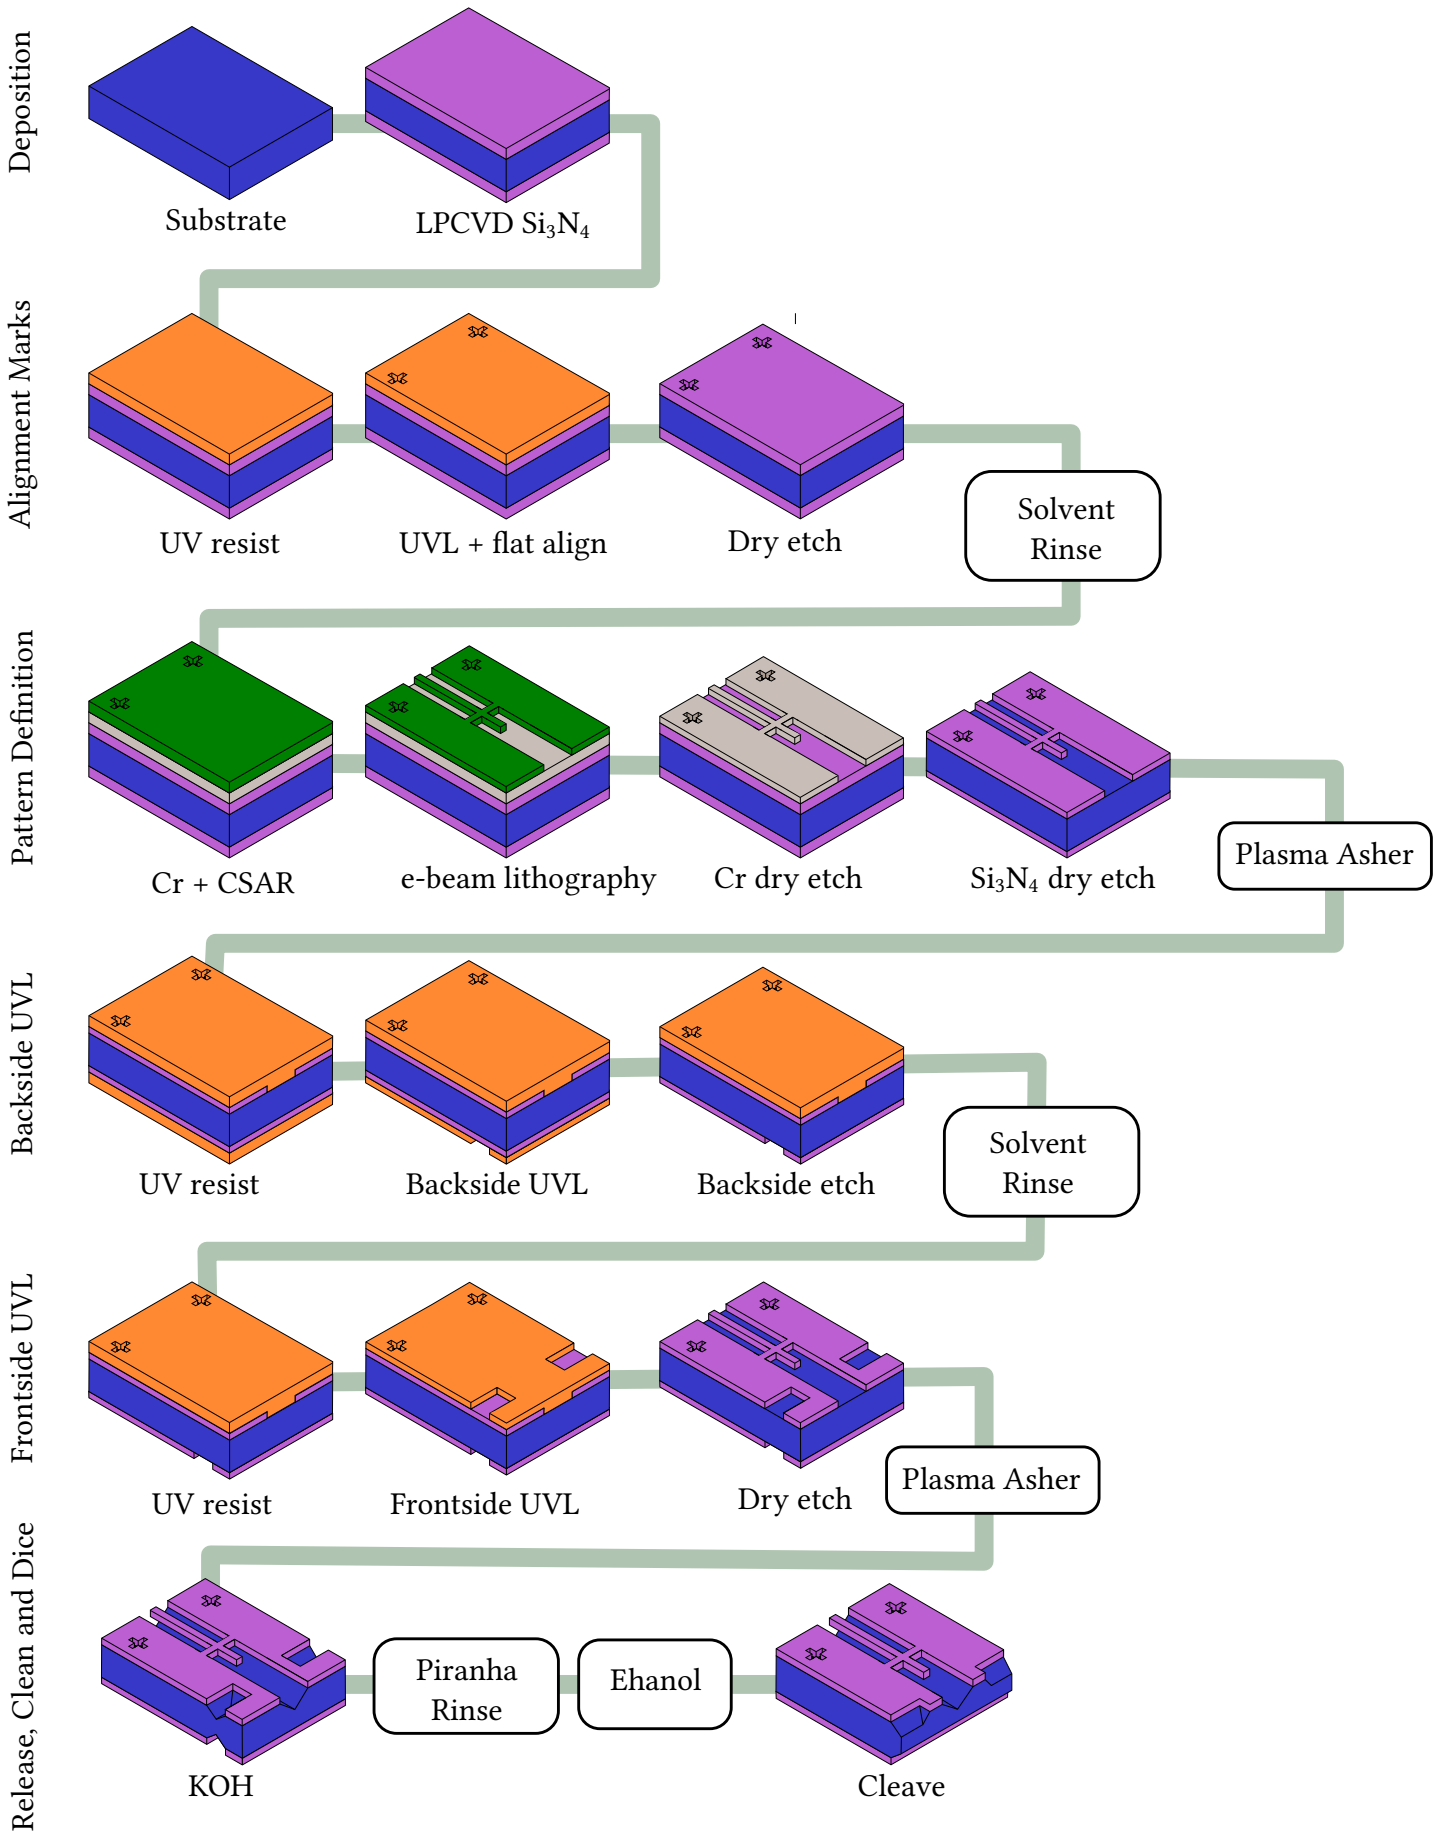 Deposition
Substrate
LPCVD Si₃N₄
Alignment Marks
UV resist
UVL + flat align
Dry etch
Solvent
Rinse
Pattern Definition
Cr + CSAR
e-beam lithography
Cr dry etch
Si₃N₄ dry etch
Plasma Asher
Backside UVL
UV resist
Backside UVL
Backside etch
Solvent
Rinse
Frontside UVL
UV resist
Frontside UVL
Dry etch
Plasma Asher
Release, Clean and Dice
KOH
Piranha
Rinse
Ehanol
Cleave